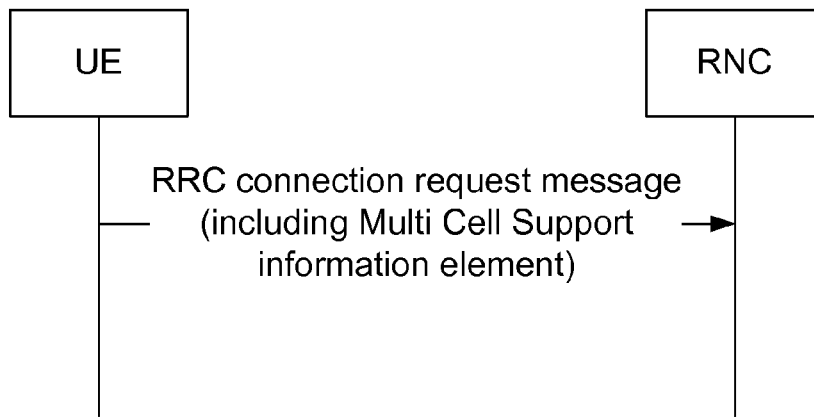 UE
RNC
RRC connection request message
(including Multi Cell Support
information element)